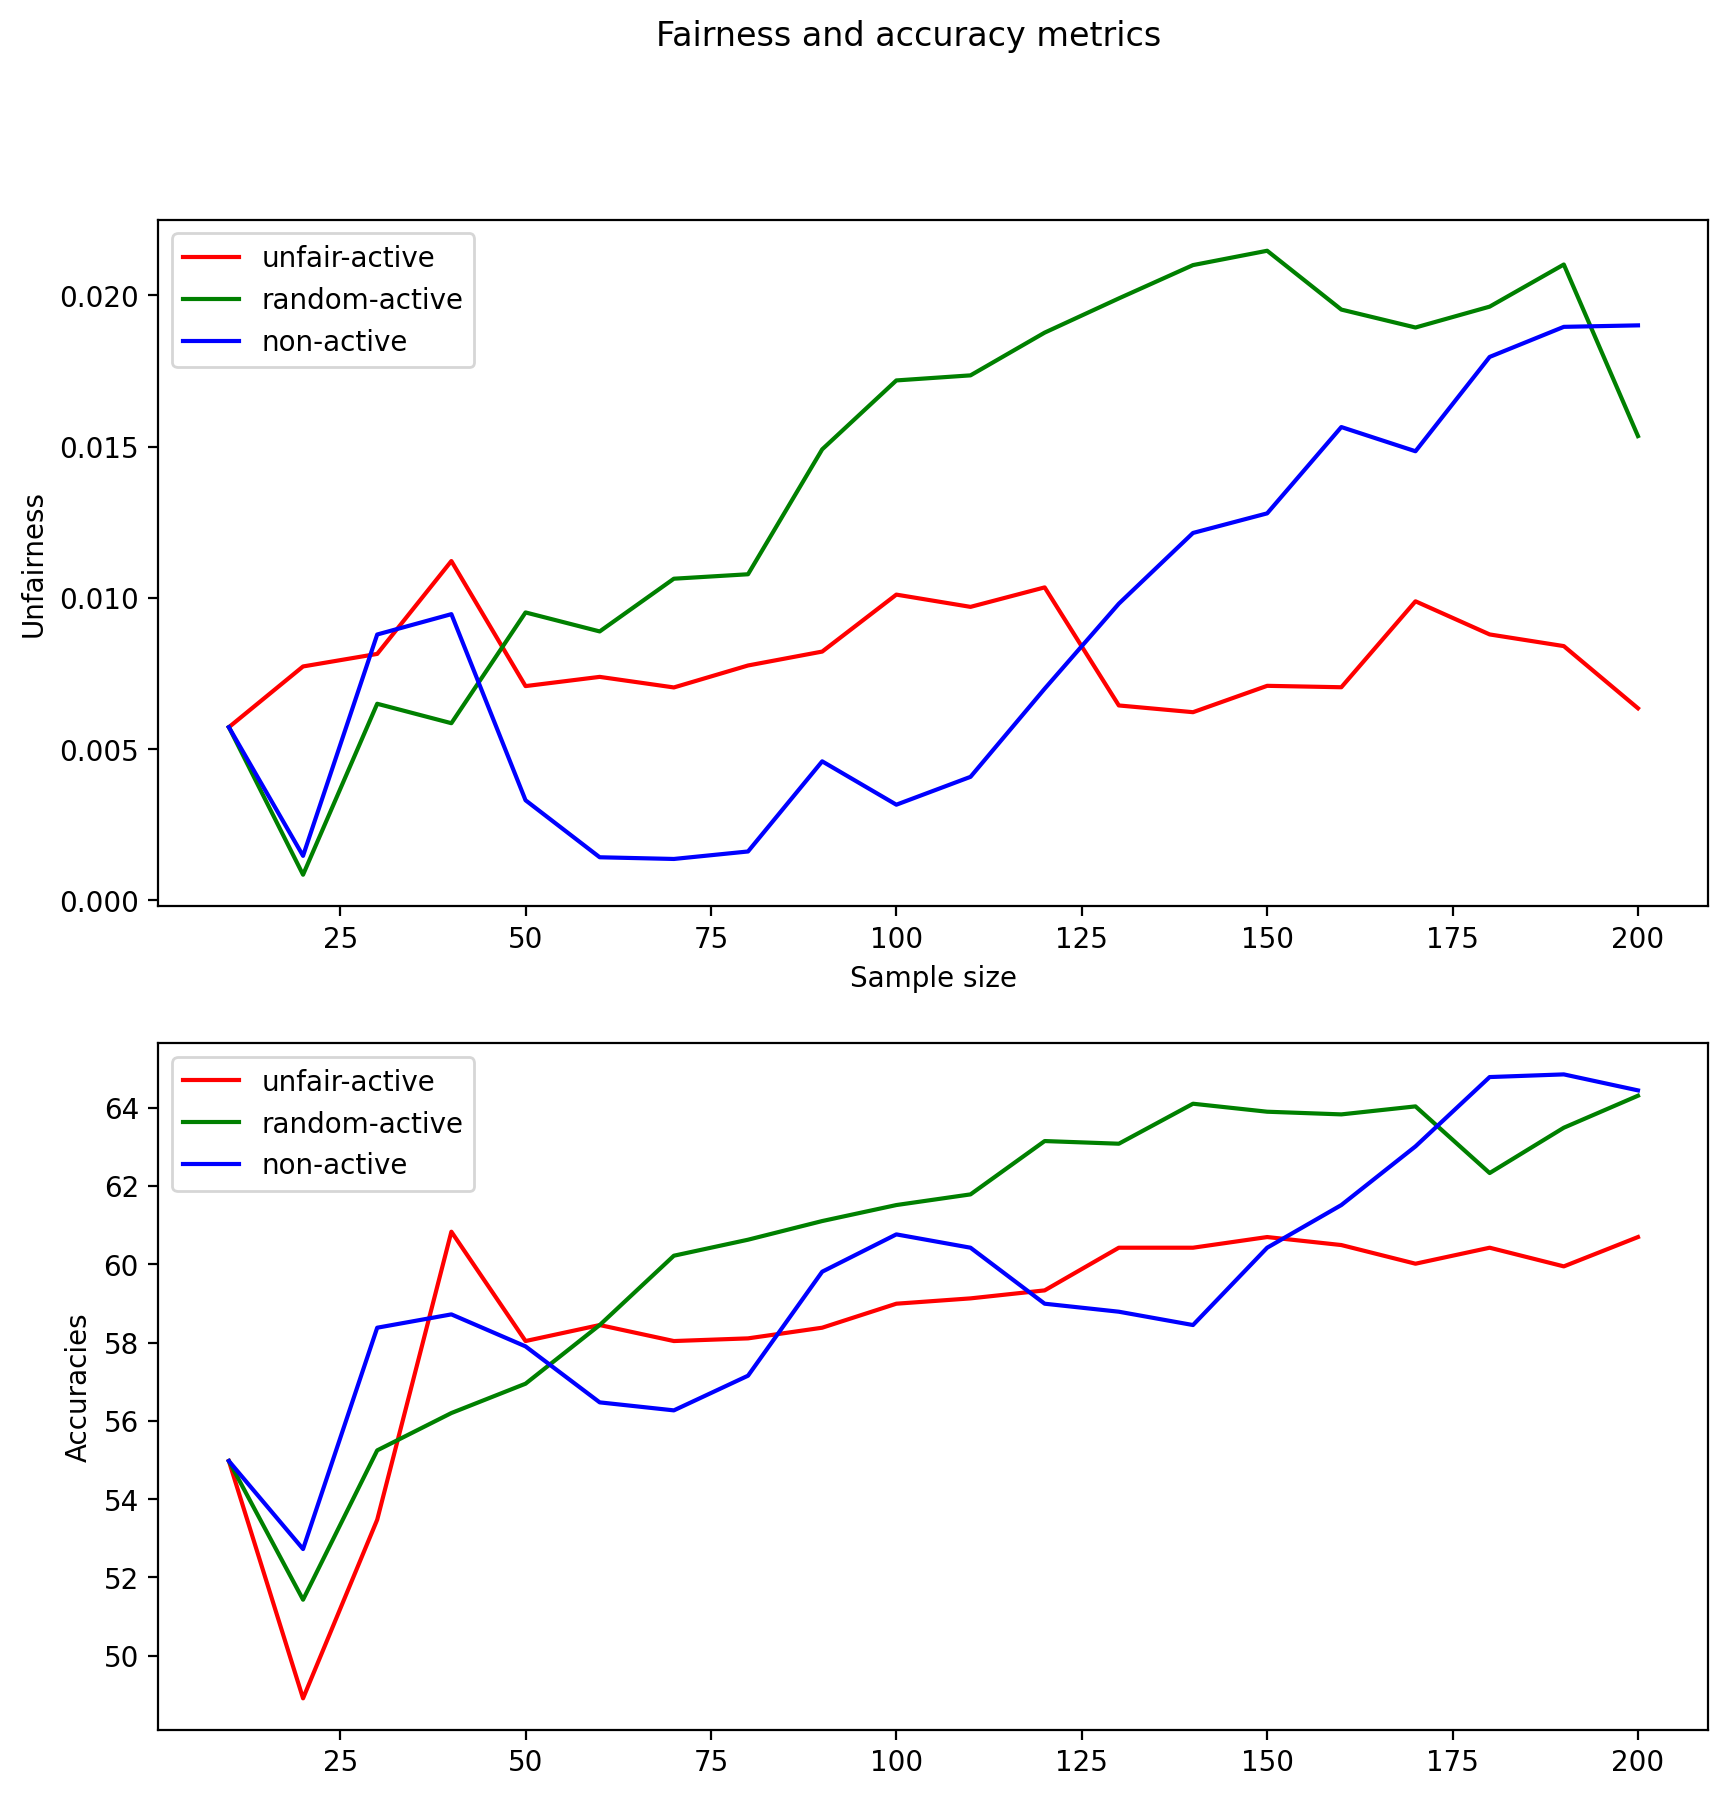 Fairness and accuracy metrics
unfair-active
random-active
non-active
0.020
0.015
0.010
0.005
0.000
Unfairness
25 50 75 100 125 150 175 200
Sample size
unfair-active
random-active
non-active
64
62
60
58
56
54
52
50
Accuracies
25 50 75 100 125 150 175 200